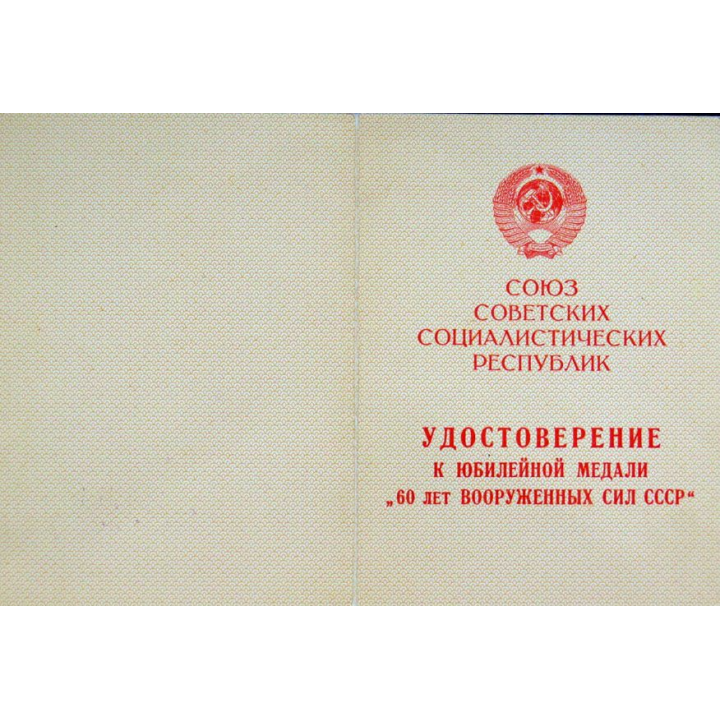 СОЮЗ
СОВЕТСКИХ
СОЦИАЛИСТИЧЕСКИХ
РЕСПУБЛИК
УДОСТОВЕРЕНИЕ
К ЮБИЛЕЙНОЙ МЕДАЛИ
„60 лет ВООРУЖЕННЫХ СИЛ СССР“